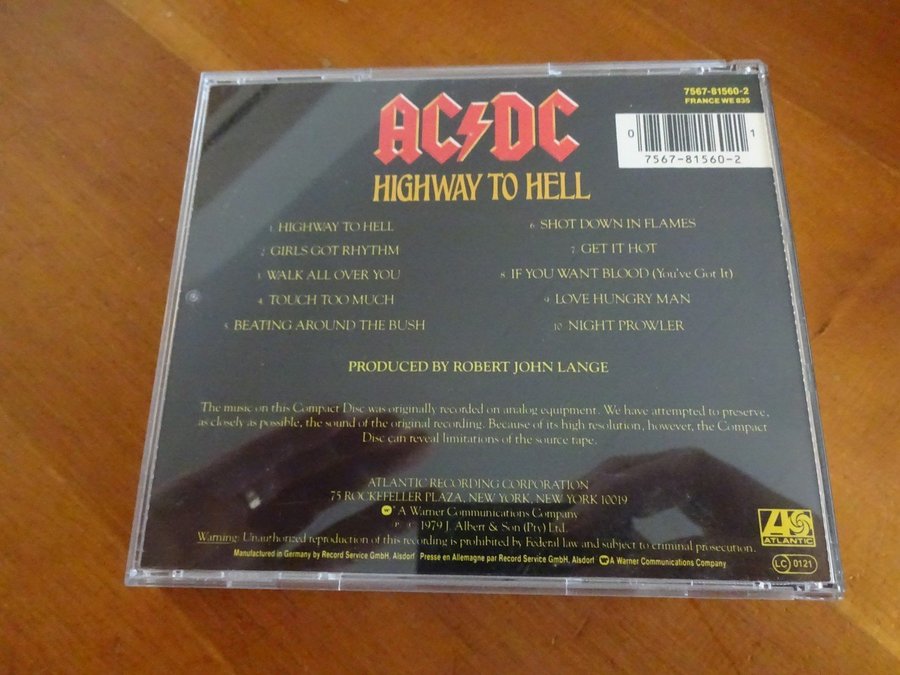 7567-81560-2
FRANCE WE 835
AC DC
0 1
7567-81560-2
HIGHWAY TO HELL
1. HIGHWAY TO HELL
2. GIRLS GOT RHYTHM
3. WALK ALL OVER YOU
4. TOUCH TOO MUCH
5. BEATING AROUND THE BUSH
6. SHOT DOWN IN FLAMES
7. GET IT HOT
8. IF YOU WANT BLOOD (You've Got It)
9. LOVE HUNGRY MAN
10. NIGHT PROWLER
PRODUCED BY ROBERT JOHN LANGE
The music on this Compact Disc was originally recorded on analog equipment. We have attempted to preserve,
as closely as possible, the sound of the original recording. Because of its high resolution, however, the Compact
Disc can reveal limitations of the source tape.
ATLANTIC RECORDING CORPORATION
75 ROCKEFELLER PLAZA, NEW YORK, NEW YORK 10019
A Warner Communications Company
P C 1979 J. Albert & Son (Pty) Ltd.
Warning: Unauthorized reproduction of this recording is prohibited by Federal law and subject to criminal prosecution.
Manufactured in Germany by Record Service GmbH, Alsdorf Presse en Allemagne par Record Service GmbH, Alsdorf A Warner Communications Company
ATLANTIC
LC 0121